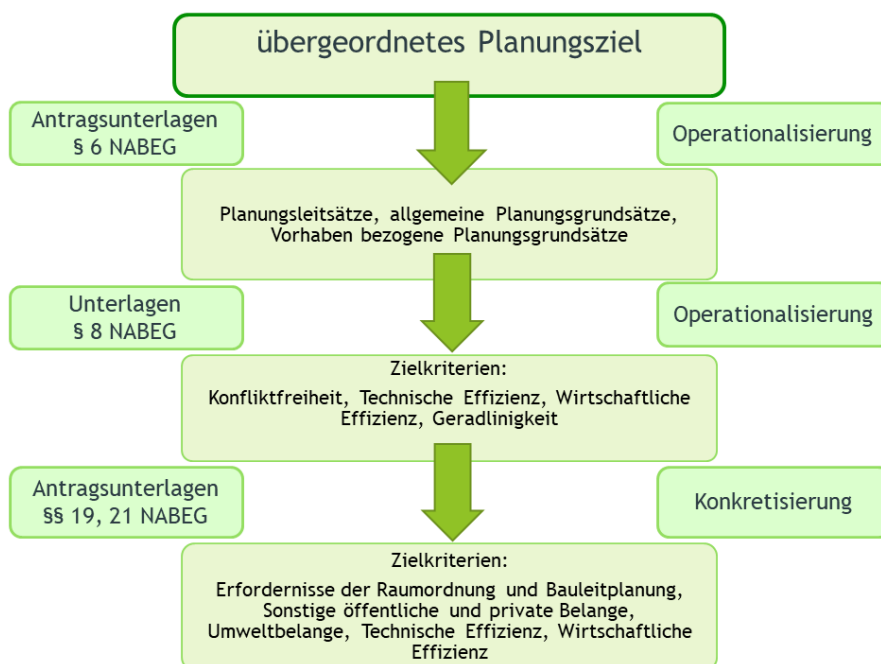 übergeordnetes Planungsziel
Antragsunterlagen
§ 6 NABEG
Operationalisierung
Planungsleitsätze, allgemeine Planungsgrundsätze,
Vorhaben bezogene Planungsgrundsätze
Unterlagen
§ 8 NABEG
Operationalisierung
Zielkriterien:
Konfliktfreiheit, Technische Effizienz, Wirtschaftliche
Effizienz, Geradlinigkeit
Antragsunterlagen
§§ 19, 21 NABEG
Konkretisierung
Zielkriterien:
Erfordernisse der Raumordnung und Bauleitplanung,
Sonstige öffentliche und private Belange,
Umweltbelange, Technische Effizienz, Wirtschaftliche
Effizienz